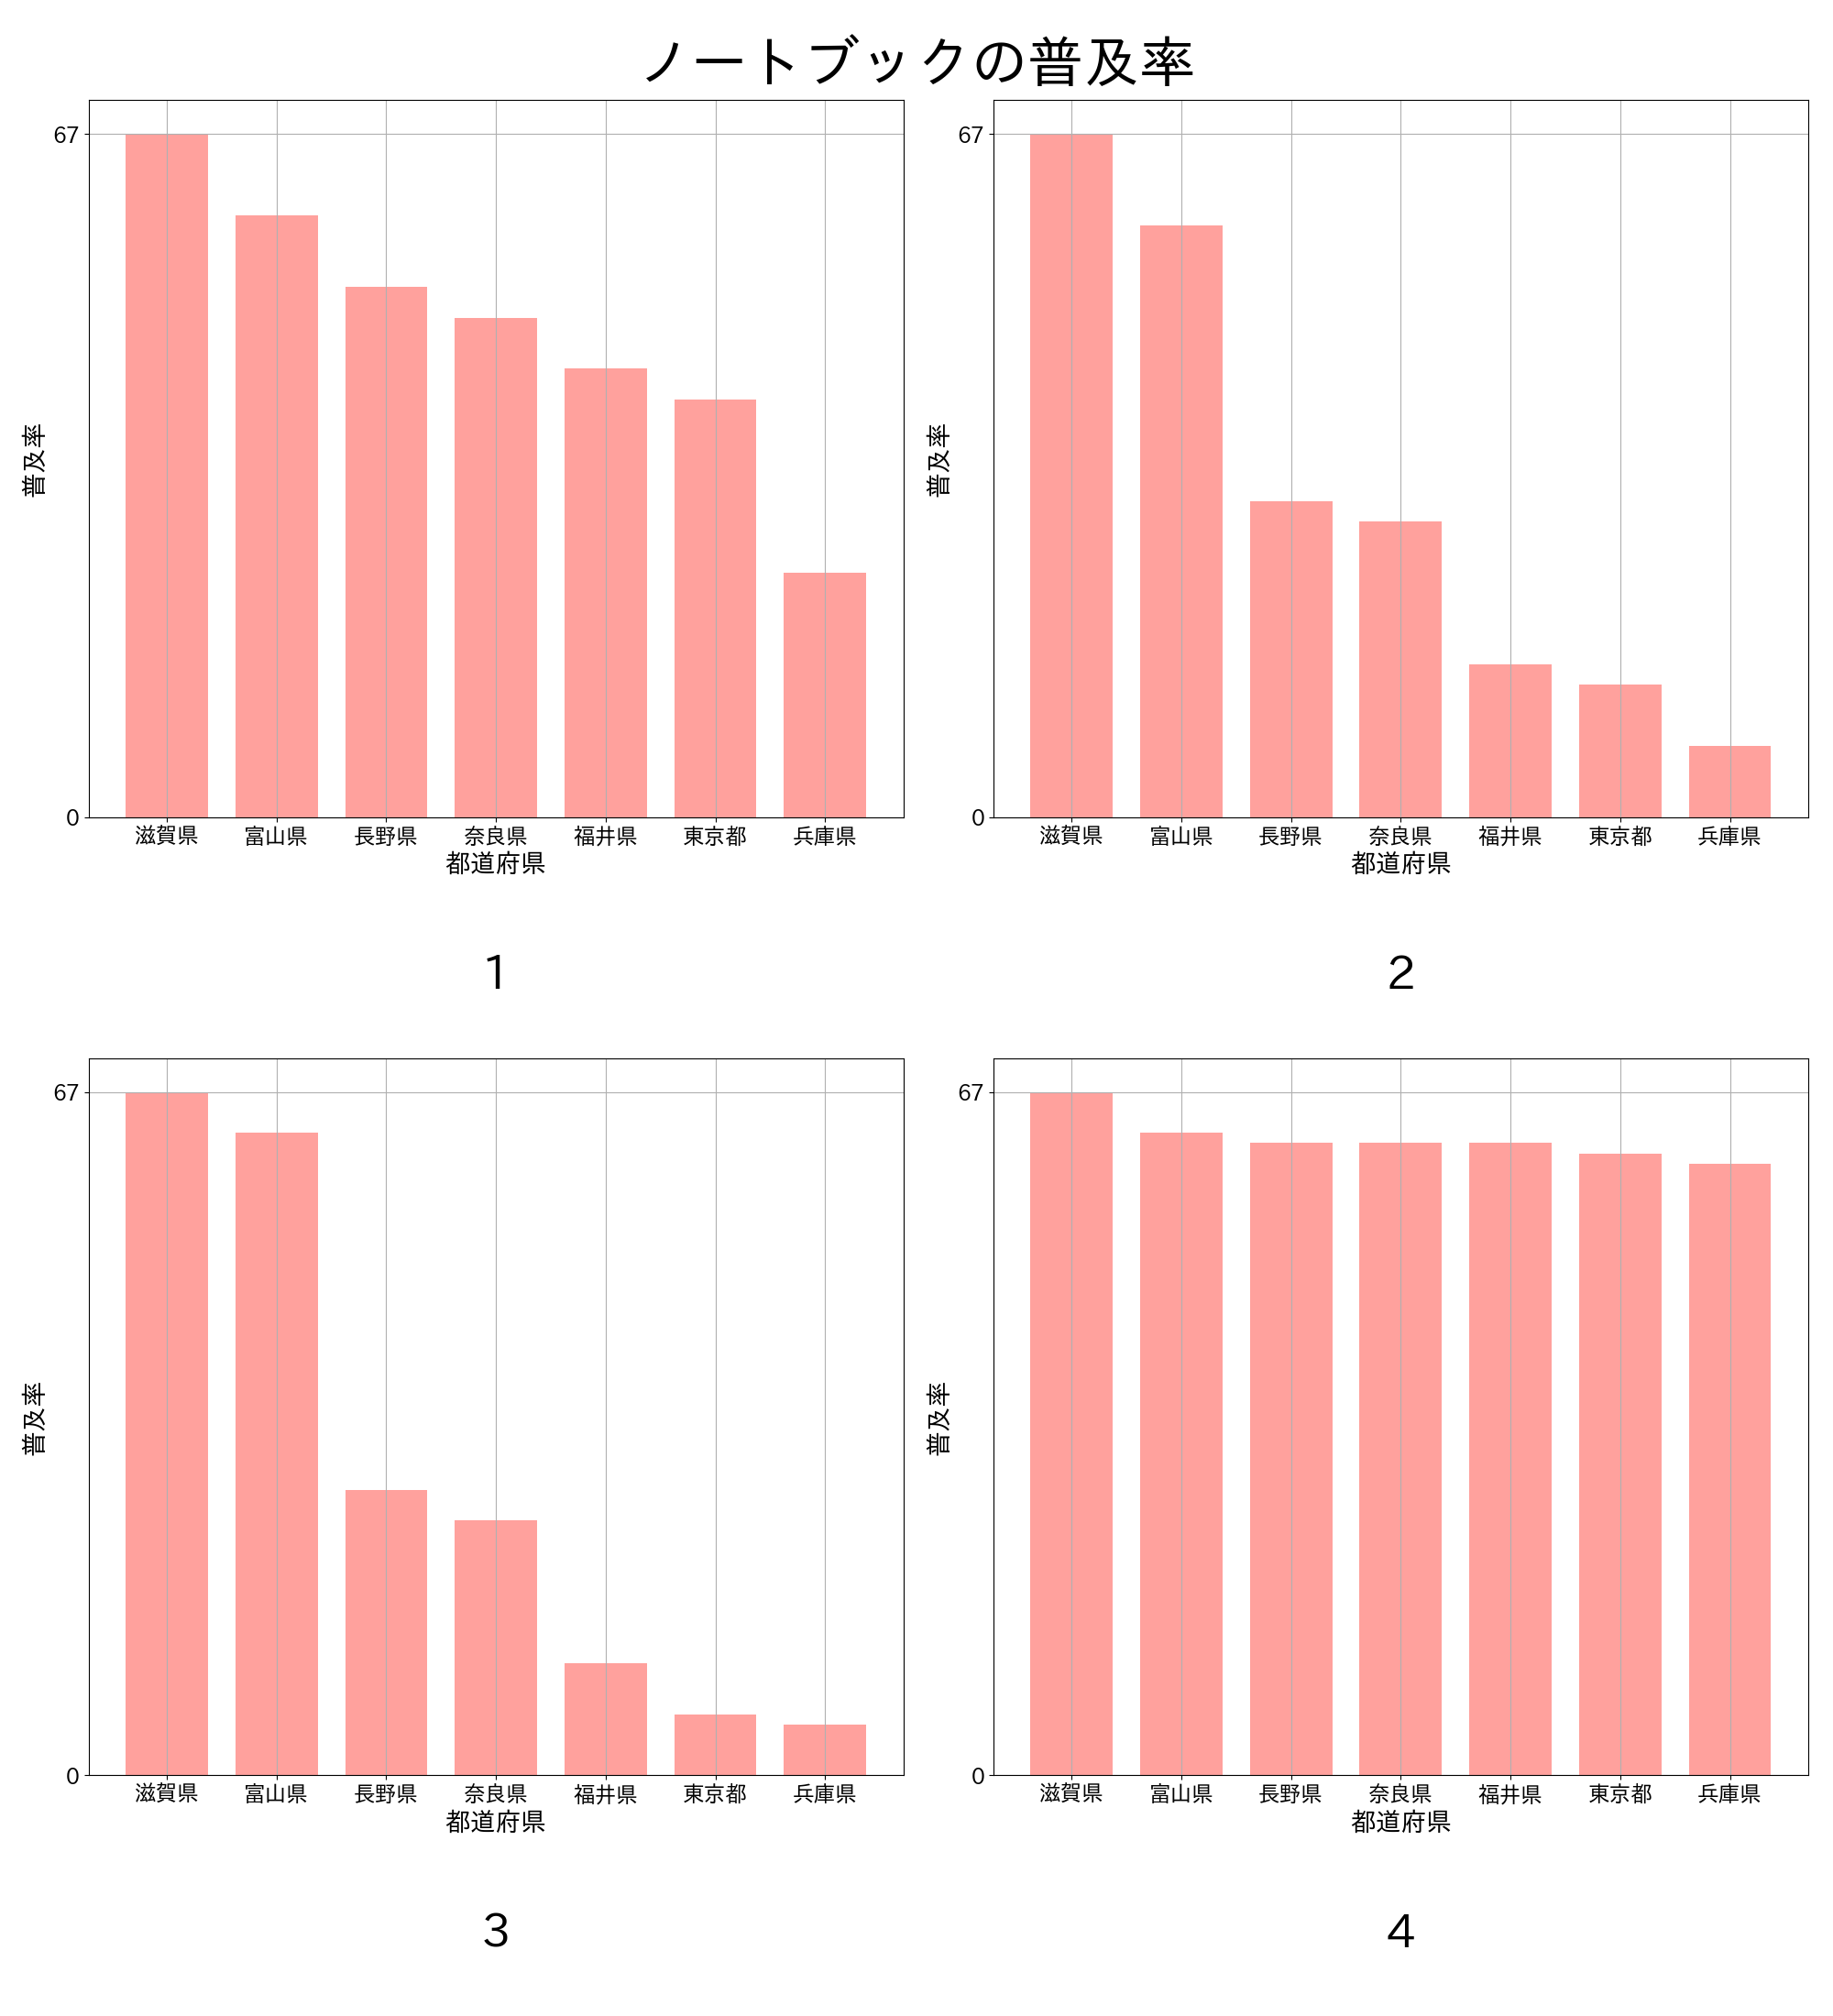 ノートブックの普及率
67
0
普及率
滋賀県 富山県 長野県 奈良県 福井県 東京都 兵庫県
都道府県
1
67
0
普及率
滋賀県 富山県 長野県 奈良県 福井県 東京都 兵庫県
都道府県
2
67
0
普及率
滋賀県 富山県 長野県 奈良県 福井県 東京都 兵庫県
都道府県
3
67
0
普及率
滋賀県 富山県 長野県 奈良県 福井県 東京都 兵庫県
都道府県
4